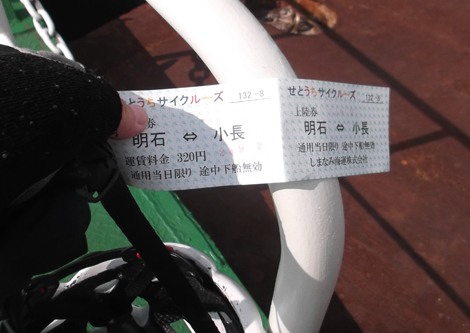 せとうちサイクルーズ 132-8
券
明石 ⇔ 小長
運賃料金 320円
通用当日限り 途中下船無効
せとうちサイクルーズ
上陸券
明石 ⇔ 小長
通用当日限り 途中下船無効
しまなみ海運株式会社